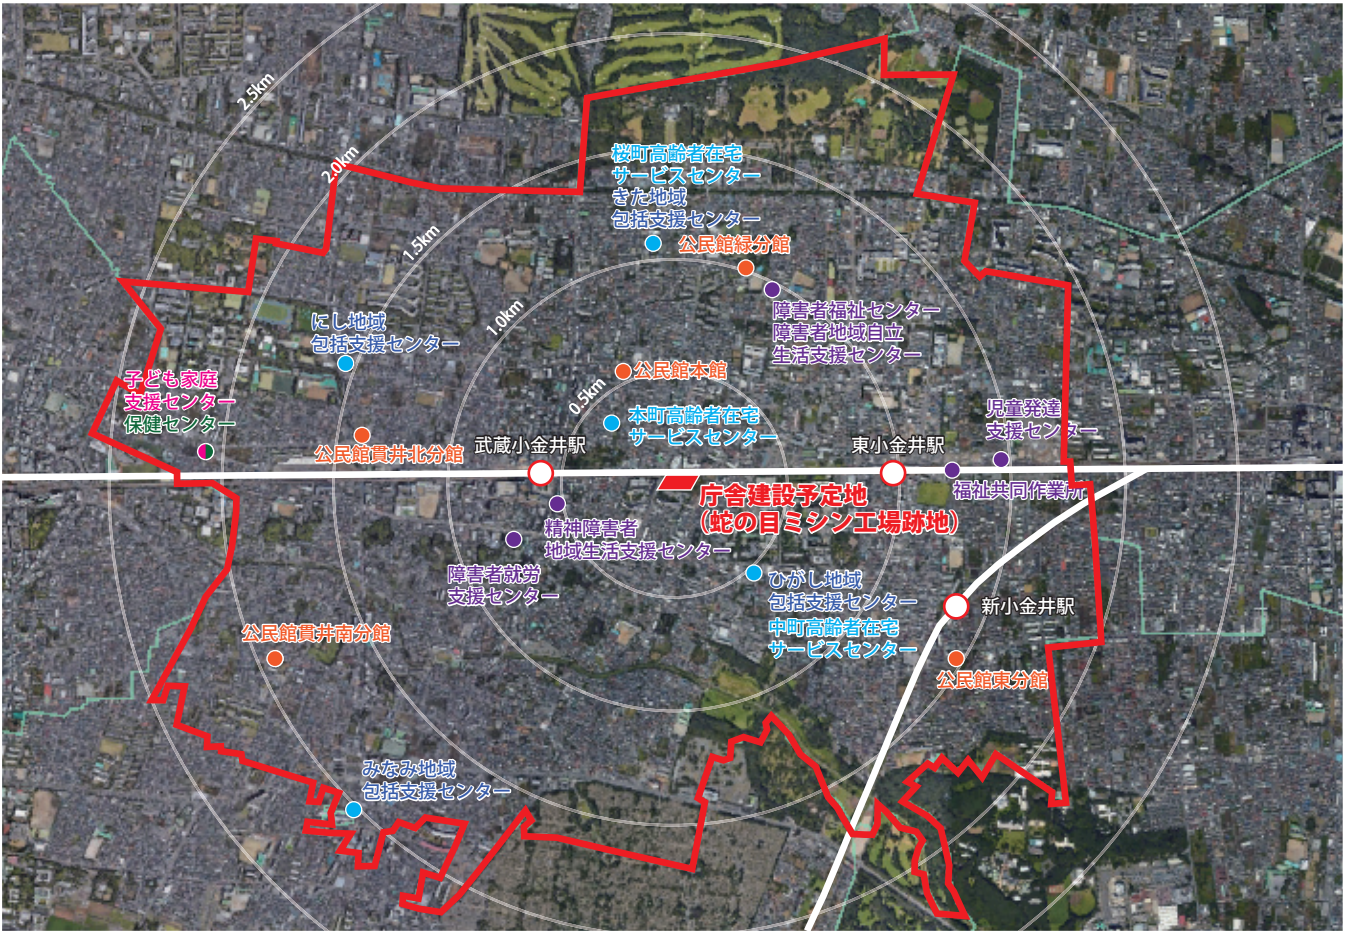 2.5km
2.0km
1.5km
1.0km
0.5km
桜町高齢者在宅
サービスセンター
きた地域
包括支援センター
公民館緑分館
障害者福祉センター
障害者地域自立
生活支援センター
にし地域
包括支援センター
子ども家庭
支援センター
保健センター
公民館本館
本町高齢者在宅
サービスセンター
児童発達
支援センター
公民館貫井北分館
武蔵小金井駅
東小金井駅
福祉共同作業所
庁舎建設予定地
（蛇の目ミシン工場跡地）
精神障害者
地域生活支援センター
障害者就労
支援センター
ひがし地域
包括支援センター
中町高齢者在宅
サービスセンター
新小金井駅
公民館貫井南分館
公民館東分館
みなみ地域
包括支援センター